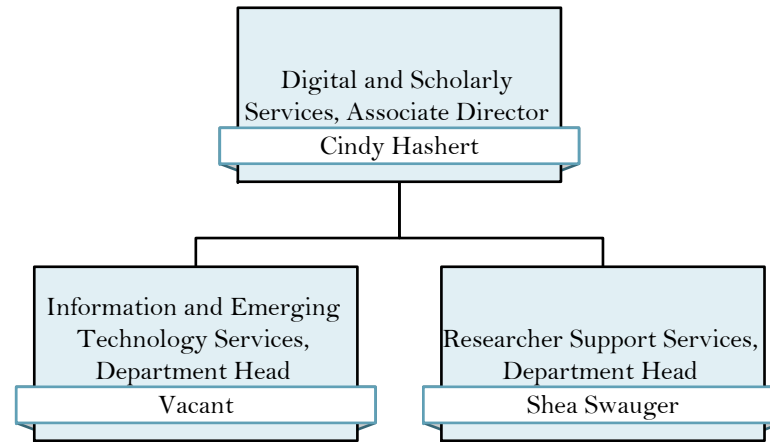 Digital and Scholarly
Services, Associate Director
Cindy Hashert
Information and Emerging
Technology Services,
Department Head
Vacant
Researcher Support Services,
Department Head
Shea Swauger